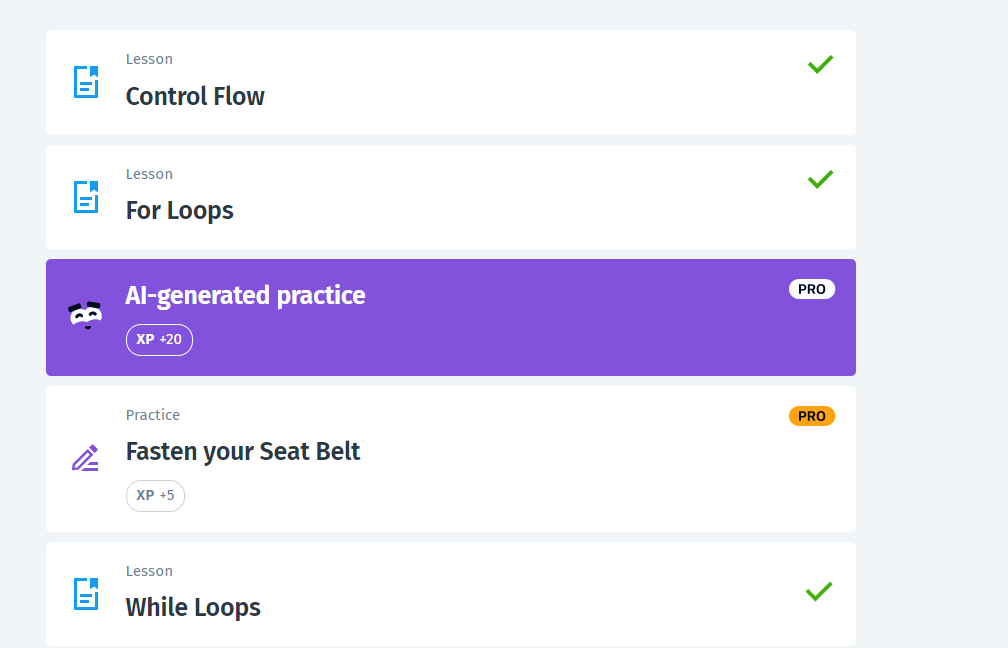 Lesson
Control Flow
Lesson
For Loops
AI-generated practice
PRO
XP +20
Practice
PRO
Fasten your Seat Belt
XP +5
Lesson
While Loops